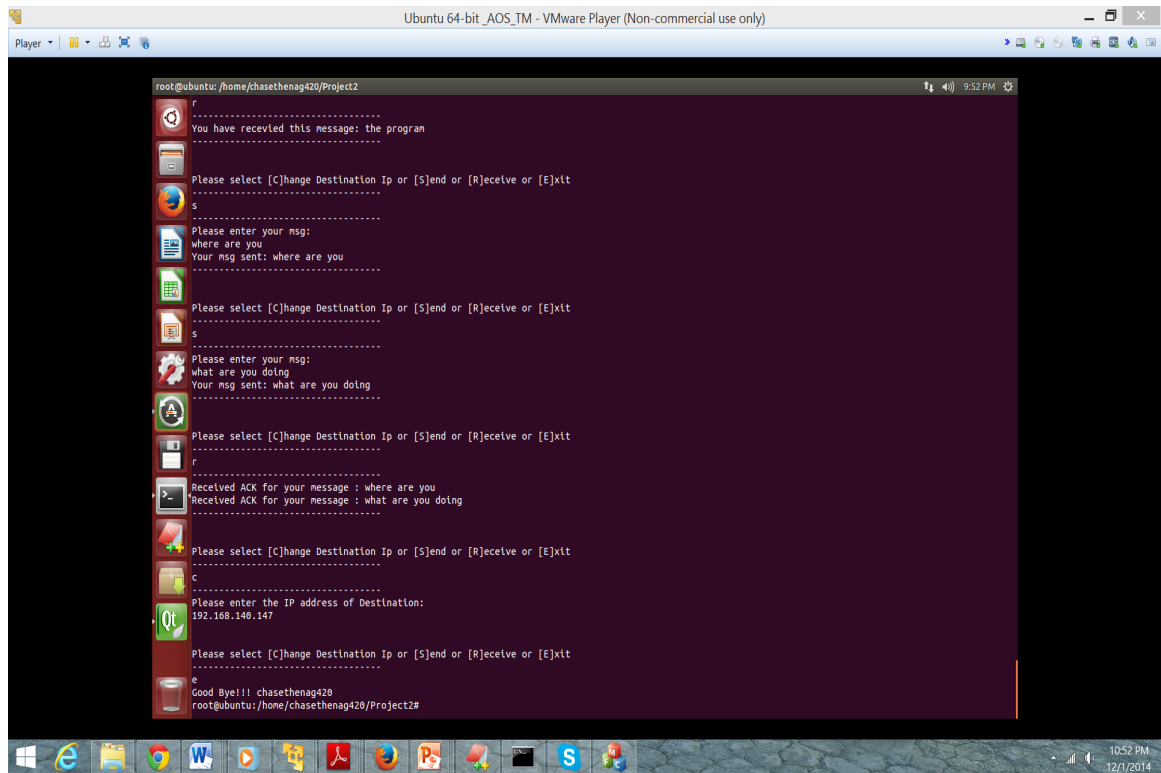 Ubuntu 64-bit _AOS_TM - VMware Player (Non-commercial use only)
Player
root@ubuntu: /home/chasethenag420/Project2
9:52 PM
r
-----------------------------------
You have recevied this message: the program
-----------------------------------
Please select [C]hange Destination Ip or [S]end or [R]eceive or [E]xit
-----------------------------------
s
-----------------------------------
Please enter your msg:
where are you
Your msg sent: where are you
-----------------------------------
Please select [C]hange Destination Ip or [S]end or [R]eceive or [E]xit
-----------------------------------
s
-----------------------------------
Please enter your msg:
what are you doing
Your msg sent: what are you doing
-----------------------------------
Please select [C]hange Destination Ip or [S]end or [R]eceive or [E]xit
-----------------------------------
r
-----------------------------------
Received ACK for your message : where are you
Received ACK for your message : what are you doing
-----------------------------------
Please select [C]hange Destination Ip or [S]end or [R]eceive or [E]xit
-----------------------------------
c
-----------------------------------
Please enter the IP address of Destination:
192.168.140.147
Please select [C]hange Destination Ip or [S]end or [R]eceive or [E]xit
-----------------------------------
e
Good Bye!!! chasethenag420
root@ubuntu:/home/chasethenag420/Project2#
Qt
10:52 PM
12/1/2014